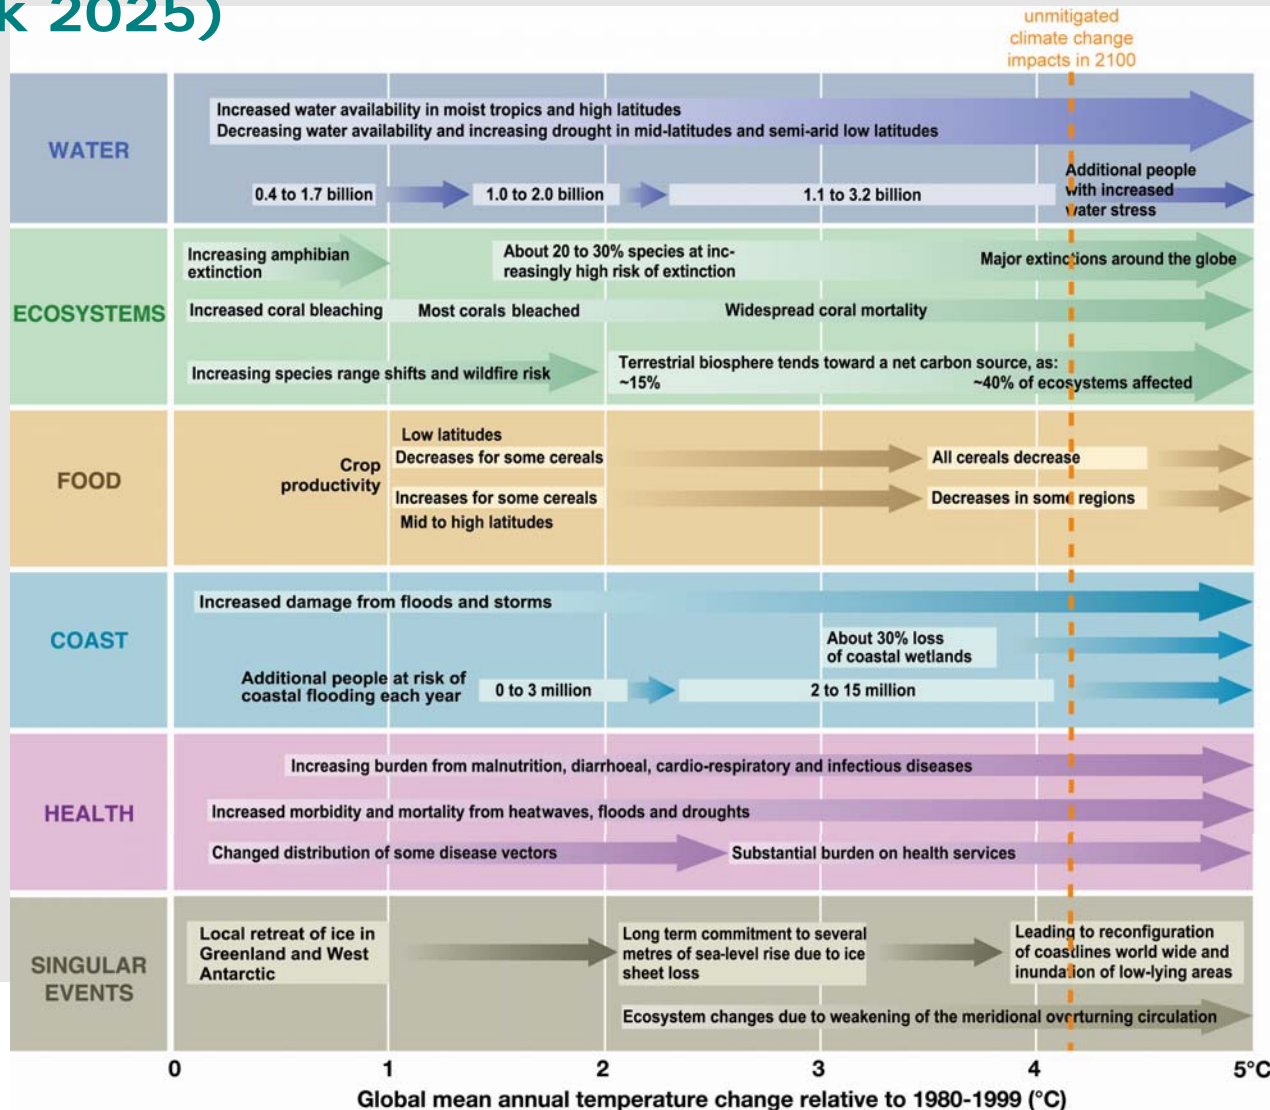 k 2025)
unmitigated
climate change
impacts in 2100
WATER
Increased water availability in moist tropics and high latitudes
Decreasing water availability and increasing drought in mid-latitudes and semi-arid low latitudes
0.4 to 1.7 billion
1.0 to 2.0 billion
1.1 to 3.2 billion
Additional people
with increased
water stress
ECOSYSTEMS
Increasing amphibian
extinction
About 20 to 30% species at inc-
reasingly high risk of extinction
Major extinctions around the globe
Increased coral bleaching
Most corals bleached
Widespread coral mortality
Increasing species range shifts and wildfire risk
Terrestrial biosphere tends toward a net carbon source, as:
~15%
~40% of ecosystems affected
FOOD
Crop
productivity
Low latitudes
Decreases for some cereals
All cereals decrease
Increases for some cereals
Mid to high latitudes
Decreases in some regions
COAST
Increased damage from floods and storms
About 30% loss
of coastal wetlands
Additional people at risk of
coastal flooding each year
0 to 3 million
2 to 15 million
HEALTH
Increasing burden from malnutrition, diarrhoeal, cardio-respiratory and infectious diseases
Increased morbidity and mortality from heatwaves, floods and droughts
Changed distribution of some disease vectors
Substantial burden on health services
SINGULAR
EVENTS
Local retreat of ice in
Greenland and West
Antarctic
Long term commitment to several
metres of sea-level rise due to ice
sheet loss
Leading to reconfiguration
of coastlines world wide and
inundation of low-lying areas
Ecosystem changes due to weakening of the meridional overturning circulation
0 1 2 3 4 5°C
Global mean annual temperature change relative to 1980-1999 (°C)